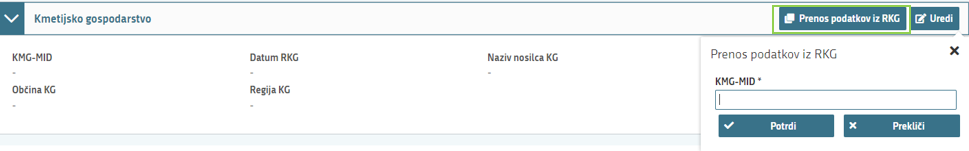 Kmetijsko gospodarstvo
Prenos podatkov iz RKG
Uredi
KMG-MID
Datum RKG
Naziv nosilca KG
-
-
-
Občina KG
Regija KG
-
-
Prenos podatkov iz RKG
KMG-MID *
Potrdi
Prekliči